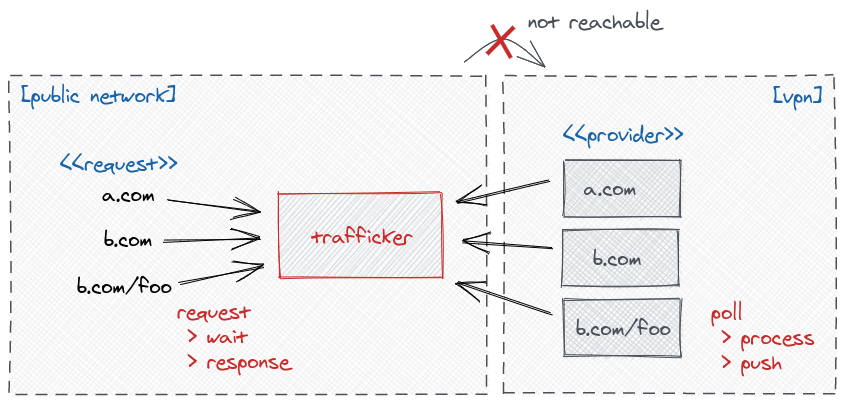 not reachable
[public network]
[vpn]
<<request>>
a.com
b.com
b.com/foo
request
> wait
> response
trafficker
<<provider>>
a.com
b.com
b.com/foo
poll
> process
> push